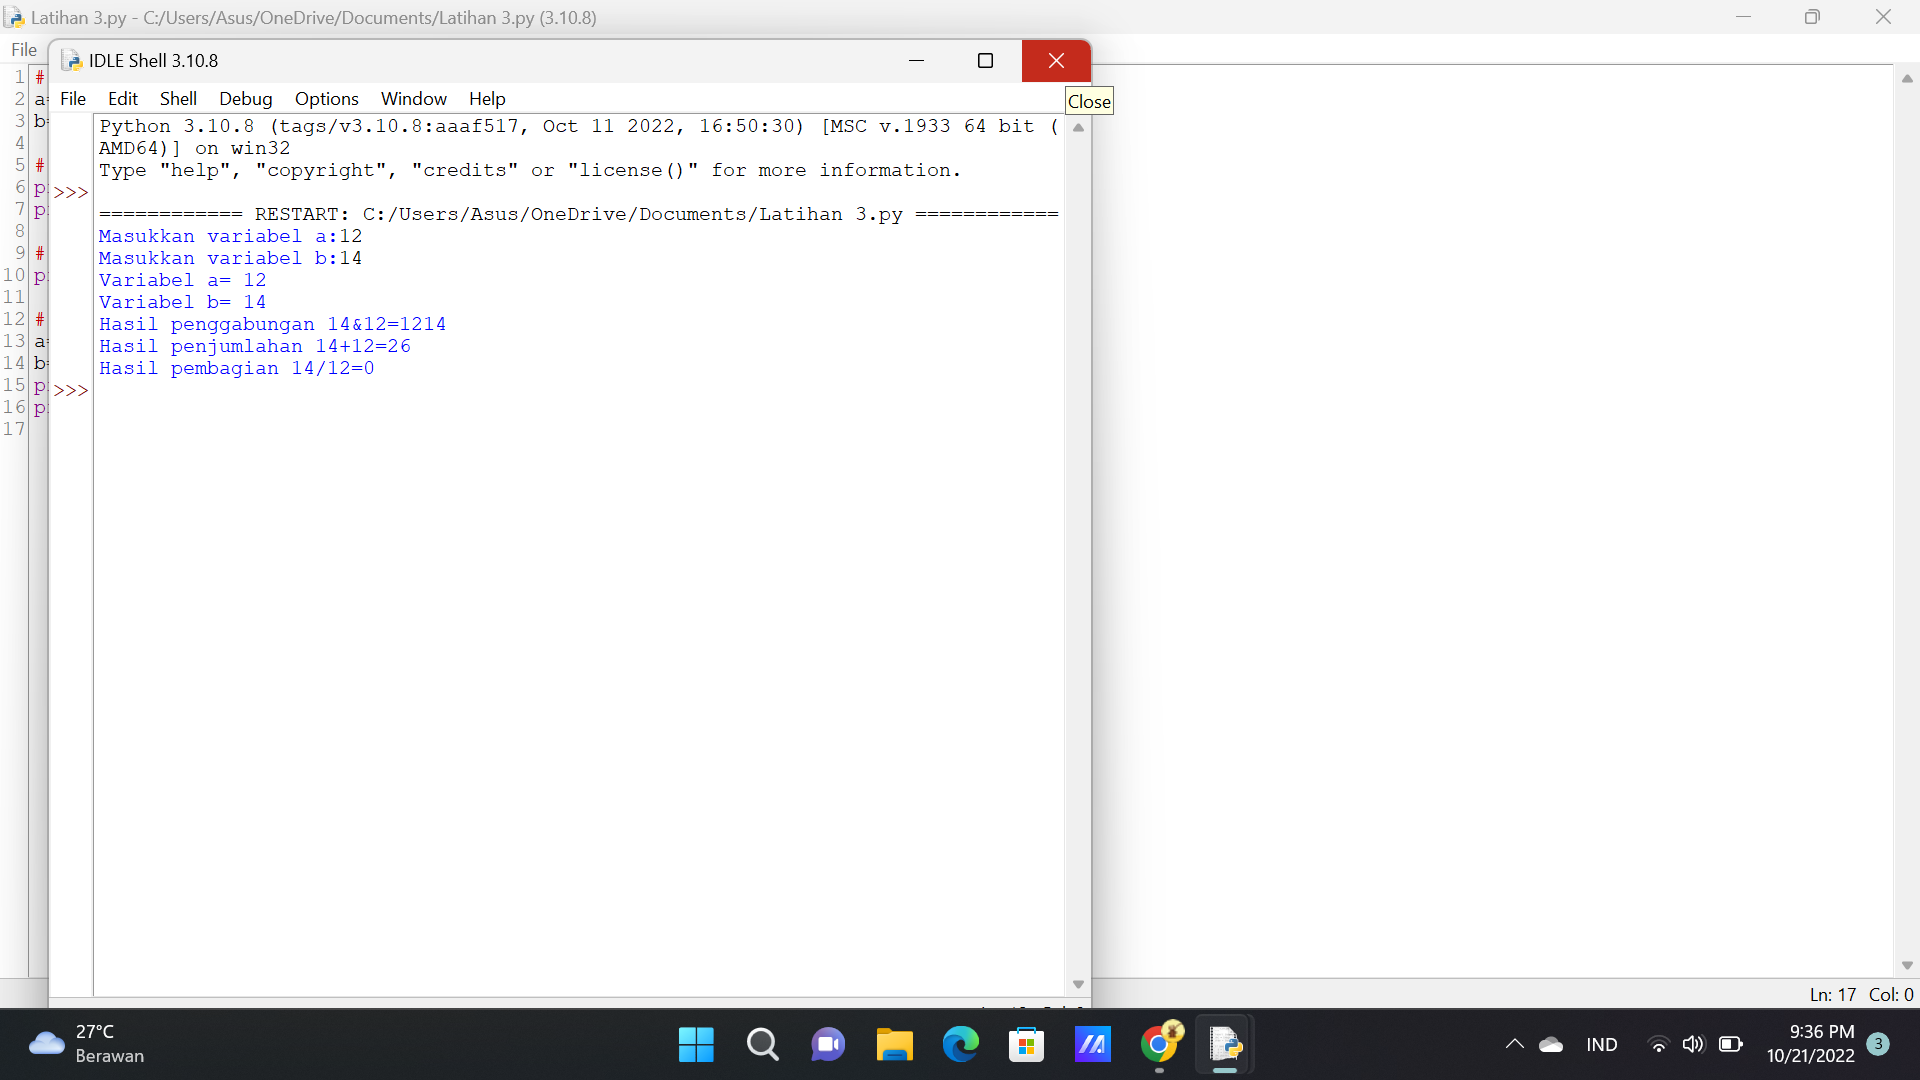 Latihan 3.py - C:/Users/Asus/OneDrive/Documents/Latihan 3.py (3.10.8)
File
IDLE Shell 3.10.8
File Edit Shell Debug Options Window Help
Close
1 #
2 a=
3 b=
4
5 #
6 p
7 p
8
9 #
10 p
11
12 #
13 a=
14 b=
15 p
16 p
17
Python 3.10.8 (tags/v3.10.8:aaaf517, Oct 11 2022, 16:50:30) [MSC v.1933 64 bit (
AMD64)] on win32
Type "help", "copyright", "credits" or "license()" for more information.
>>>
============ RESTART: C:/Users/Asus/OneDrive/Documents/Latihan 3.py ============
Masukkan variabel a:12
Masukkan variabel b:14
Variabel a= 12
Variabel b= 14
Hasil penggabungan 14&12=1214
Hasil penjumlahan 14+12=26
Hasil pembagian 14/12=0
>>>
Ln: 17 Col: 0
27°C
Berawan
IND
9:36 PM
10/21/2022
3